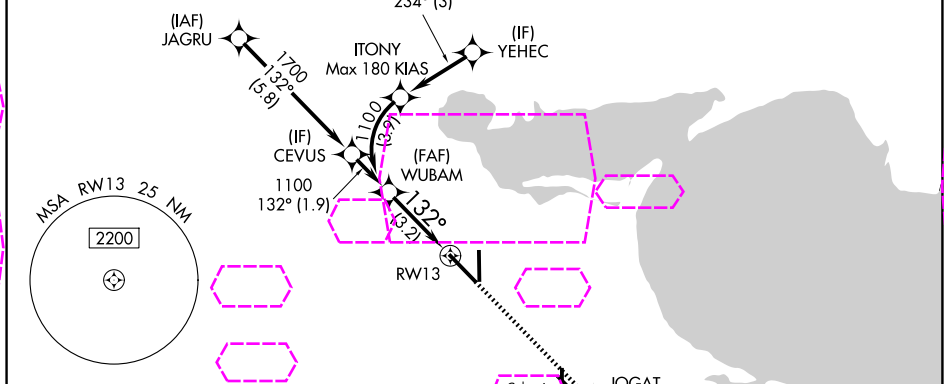 234° (3)
(IAF)
JAGRU
(IF)
YEHEC
ITONY
Max 180 KIAS
1700
132°
(5.8)
1100
(3.9)
(IF)
CEVUS
(FAF)
WUBAM
1100
132° (1.9)
132°
(3.2)
MSA RW13 25 NM
2200
RW13
JOGAT